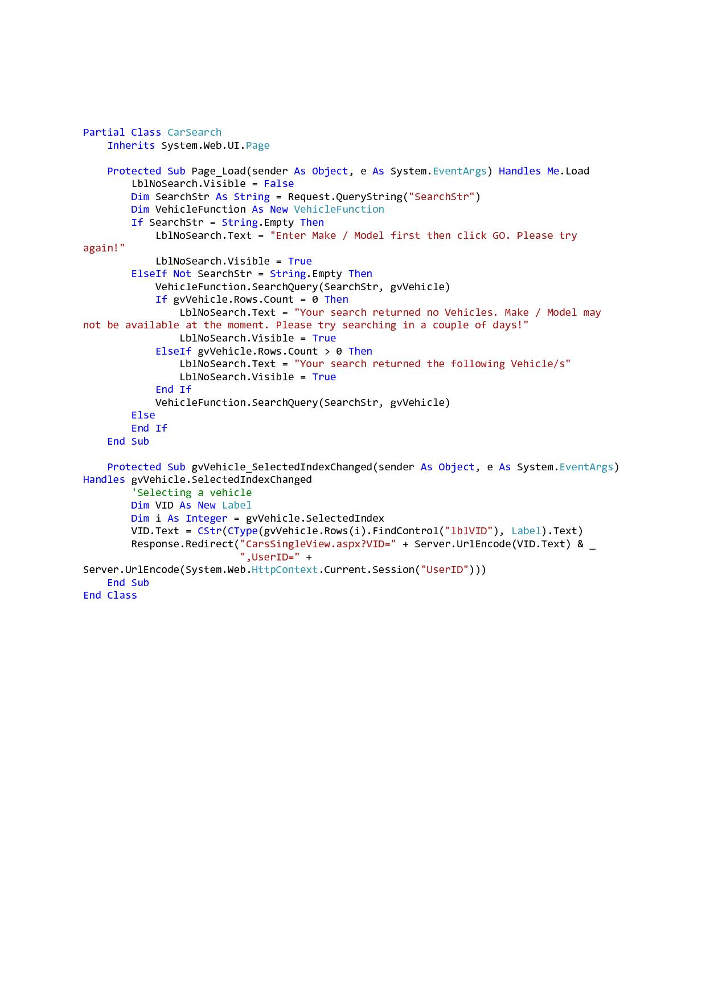 Partial Class CarSearch
    Inherits System.Web.UI.Page

    Protected Sub Page_Load(sender As Object, e As System.EventArgs) Handles Me.Load
        LblNoSearch.Visible = False
        Dim SearchStr As String = Request.QueryString("SearchStr")
        Dim VehicleFunction As New VehicleFunction
        If SearchStr = String.Empty Then
            LblNoSearch.Text = "Enter Make / Model first then click GO. Please try
again!"
            LblNoSearch.Visible = True
        ElseIf Not SearchStr = String.Empty Then
            VehicleFunction.SearchQuery(SearchStr, gvVehicle)
            If gvVehicle.Rows.Count = 0 Then
                LblNoSearch.Text = "Your search returned no Vehicles. Make / Model may
not be available at the moment. Please try searching in a couple of days!"
                LblNoSearch.Visible = True
            ElseIf gvVehicle.Rows.Count > 0 Then
                LblNoSearch.Text = "Your search returned the following Vehicle/s"
                LblNoSearch.Visible = True
            End If
            VehicleFunction.SearchQuery(SearchStr, gvVehicle)
        Else
        End If
    End Sub

    Protected Sub gvVehicle_SelectedIndexChanged(sender As Object, e As System.EventArgs)
Handles gvVehicle.SelectedIndexChanged
        'Selecting a vehicle
        Dim VID As New Label
        Dim i As Integer = gvVehicle.SelectedIndex
        VID.Text = CStr(CType(gvVehicle.Rows(i).FindControl("lblVID"), Label).Text)
        Response.Redirect("CarsSingleView.aspx?VID=" + Server.UrlEncode(VID.Text) & _
                          ",UserID=" +
Server.UrlEncode(System.Web.HttpContext.Current.Session("UserID")))
    End Sub
End Class